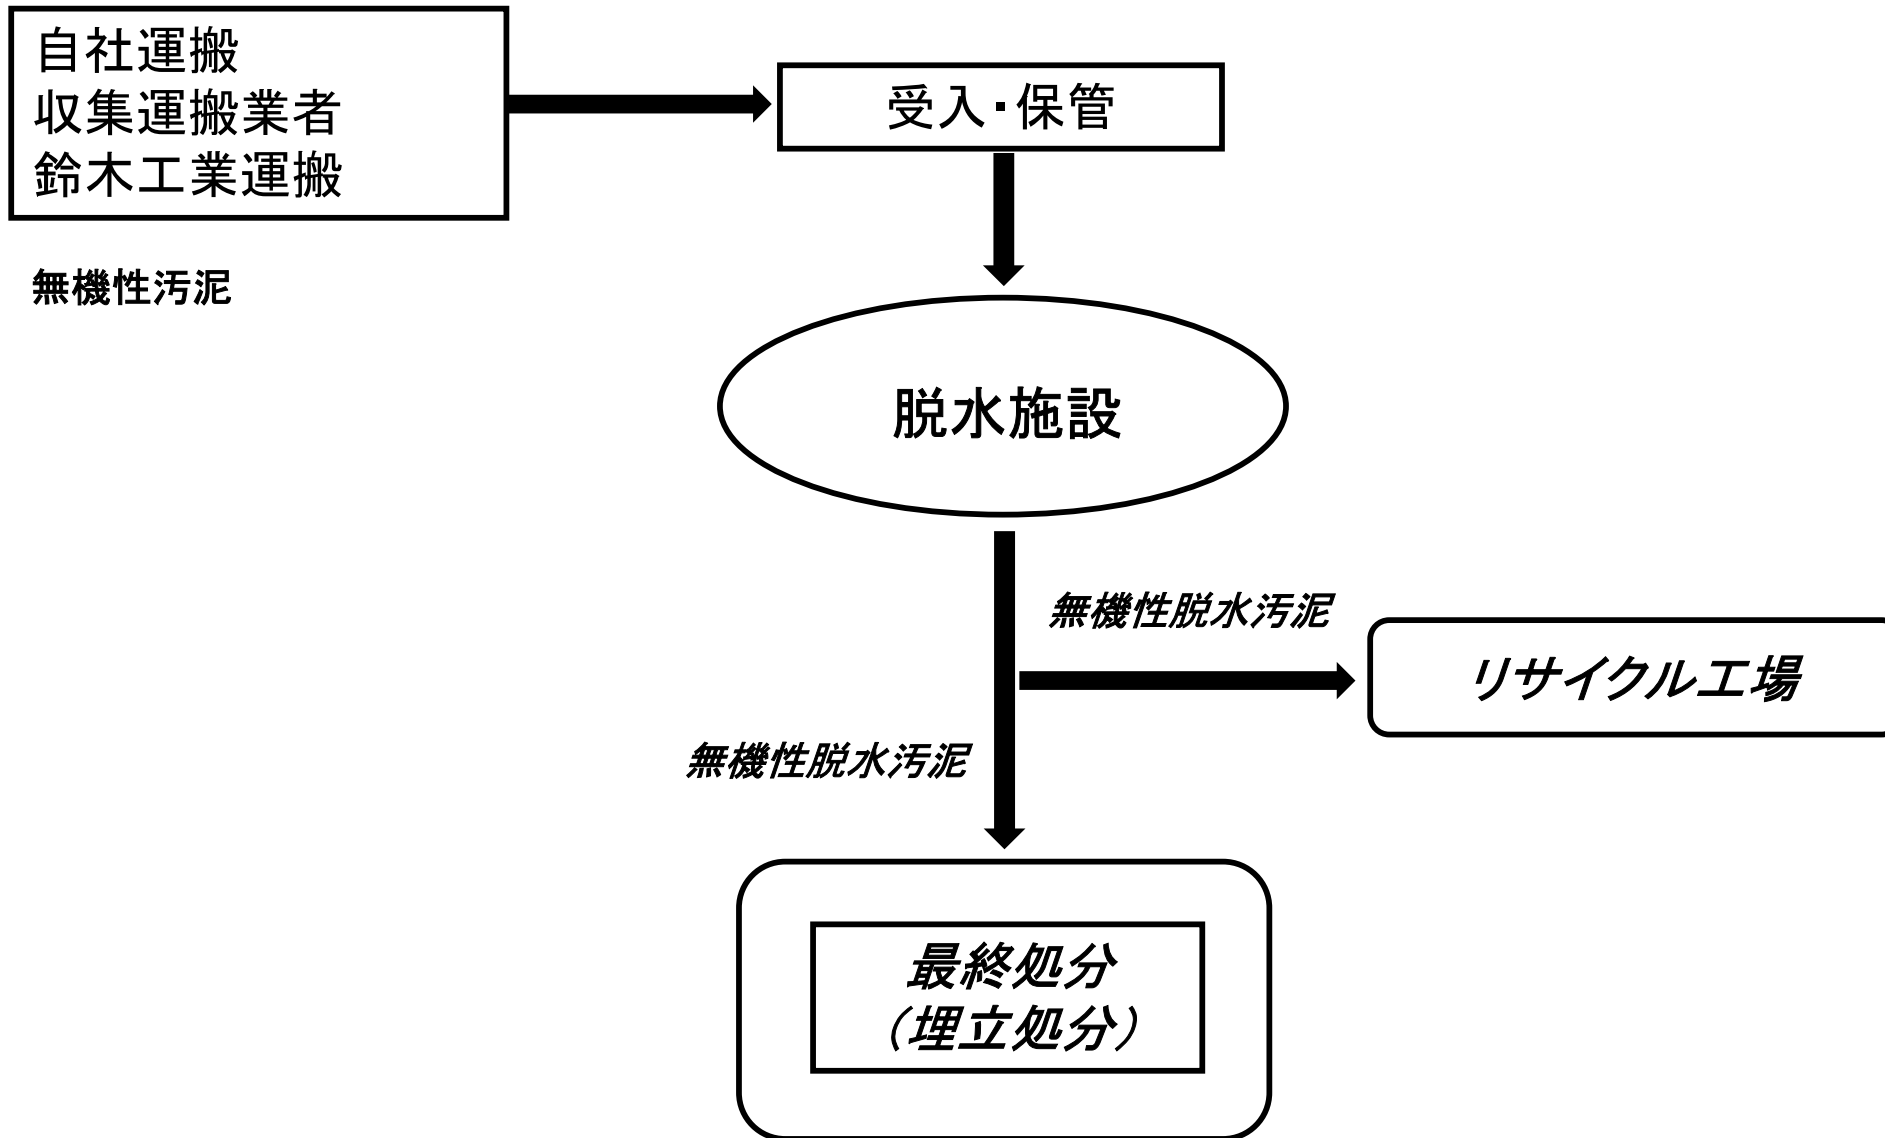 自社運搬
収集運搬業者
鈴木工業運搬
受入・保管
無機性汚泥
脱水施設
無機性脱水汚泥
リサイクル工場
無機性脱水汚泥
最終処分
（埋立処分）